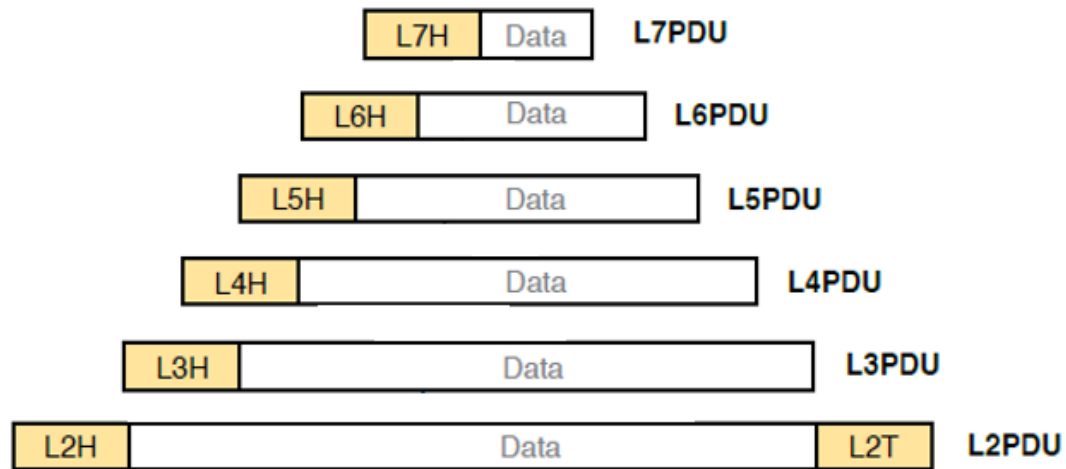 L7H Data L7PDU
L6H Data L6PDU
L5H Data L5PDU
L4H Data L4PDU
L3H Data L3PDU
L2H Data L2T L2PDU